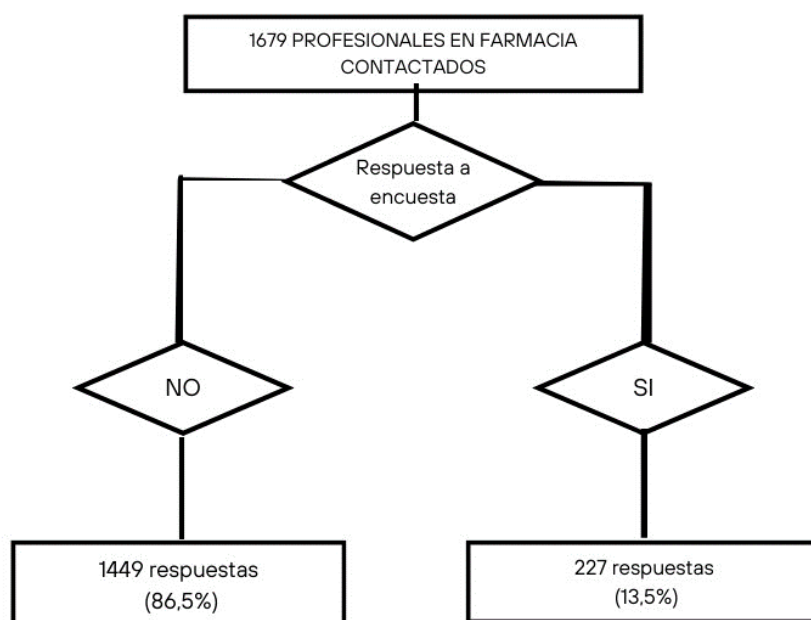 1679 PROFESIONALES EN FARMACIA
CONTACTADOS
Respuesta a
encuesta
NO
SI
1449 respuestas
(86,5%)
227 respuestas
(13,5%)